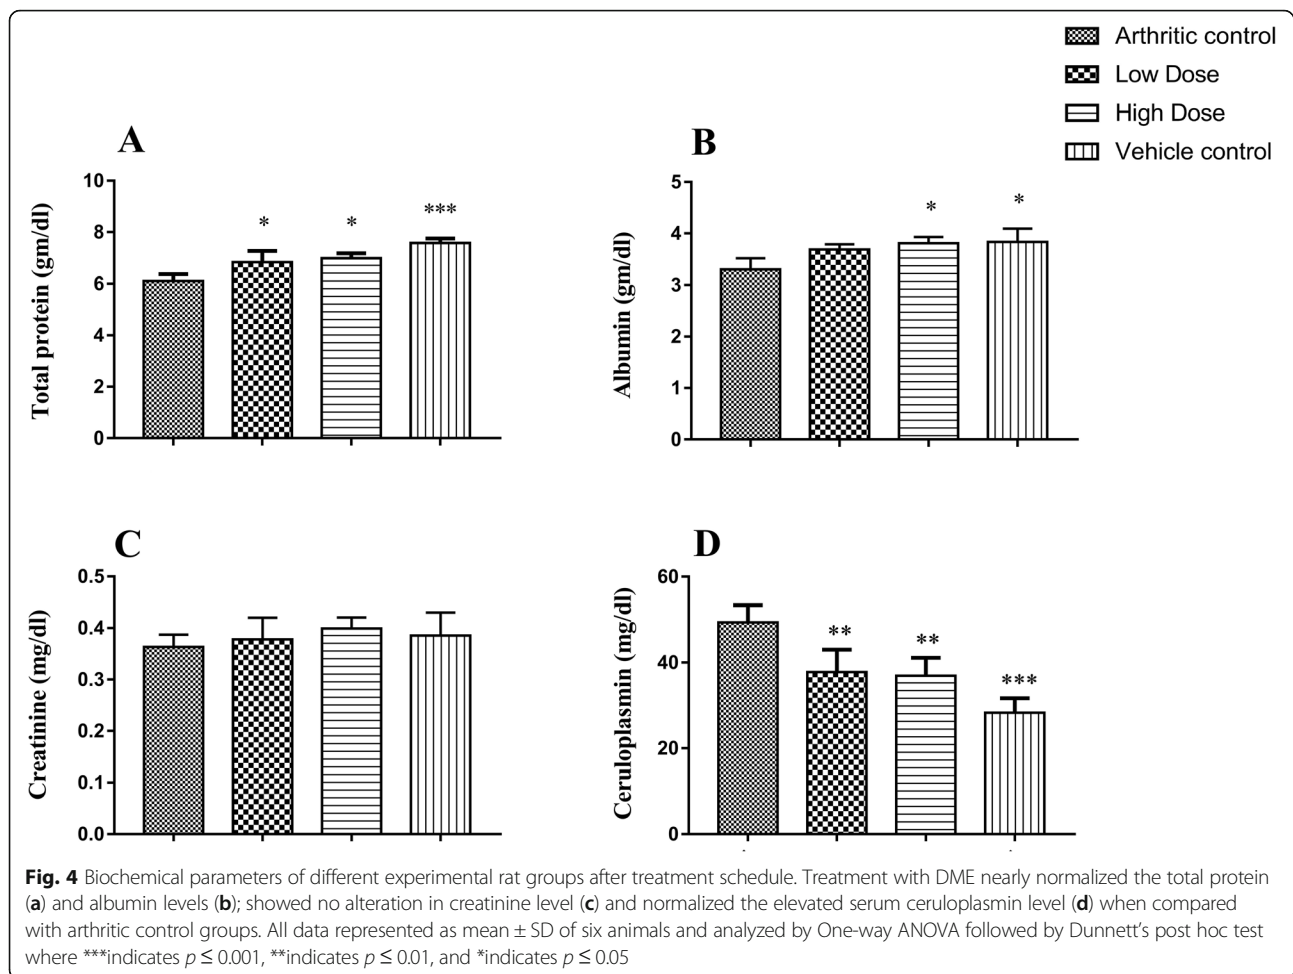 Arthritic control
Low Dose
High Dose
Vehicle control
A
Total protein (gm/dl)
10
8
6
4
2
0
*
*
***
B
Albumin (gm/dl)
5
4
3
2
1
0
*
*
C
Creatinine (mg/dl)
0.5
0.4
0.3
0.2
0.1
0.0
D
Ceruloplasmin (mg/dl)
60
40
20
0
**
**
***
Fig. 4 Biochemical parameters of different experimental rat groups after treatment schedule. Treatment with DME nearly normalized the total protein
(a) and albumin levels (b); showed no alteration in creatinine level (c) and normalized the elevated serum ceruloplasmin level (d) when compared
with arthritic control groups. All data represented as mean ± SD of six animals and analyzed by One-way ANOVA followed by Dunnett's post hoc test
where ***indicates p ≤ 0.001, **indicates p ≤ 0.01, and *indicates p ≤ 0.05